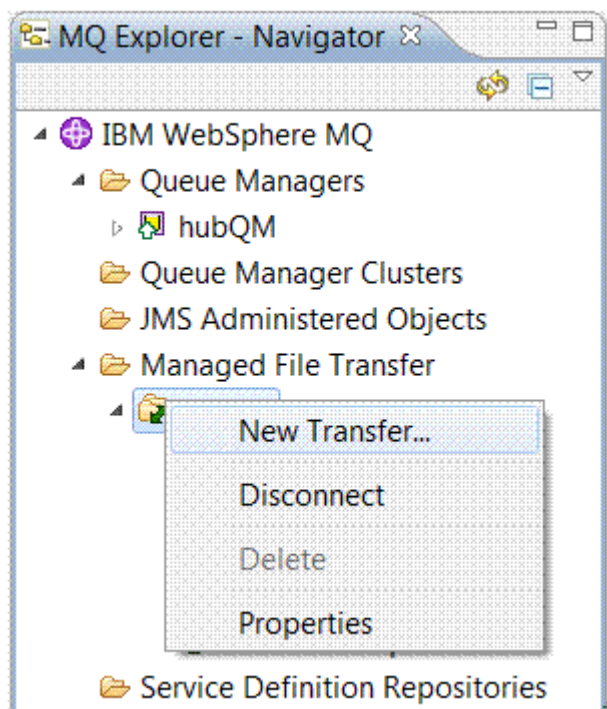 MQ Explorer - Navigator
IBM WebSphere MQ
Queue Managers
hubQM
Queue Manager Clusters
JMS Administered Objects
Managed File Transfer
New Transfer...
Disconnect
Delete
Properties
Service Definition Repositories